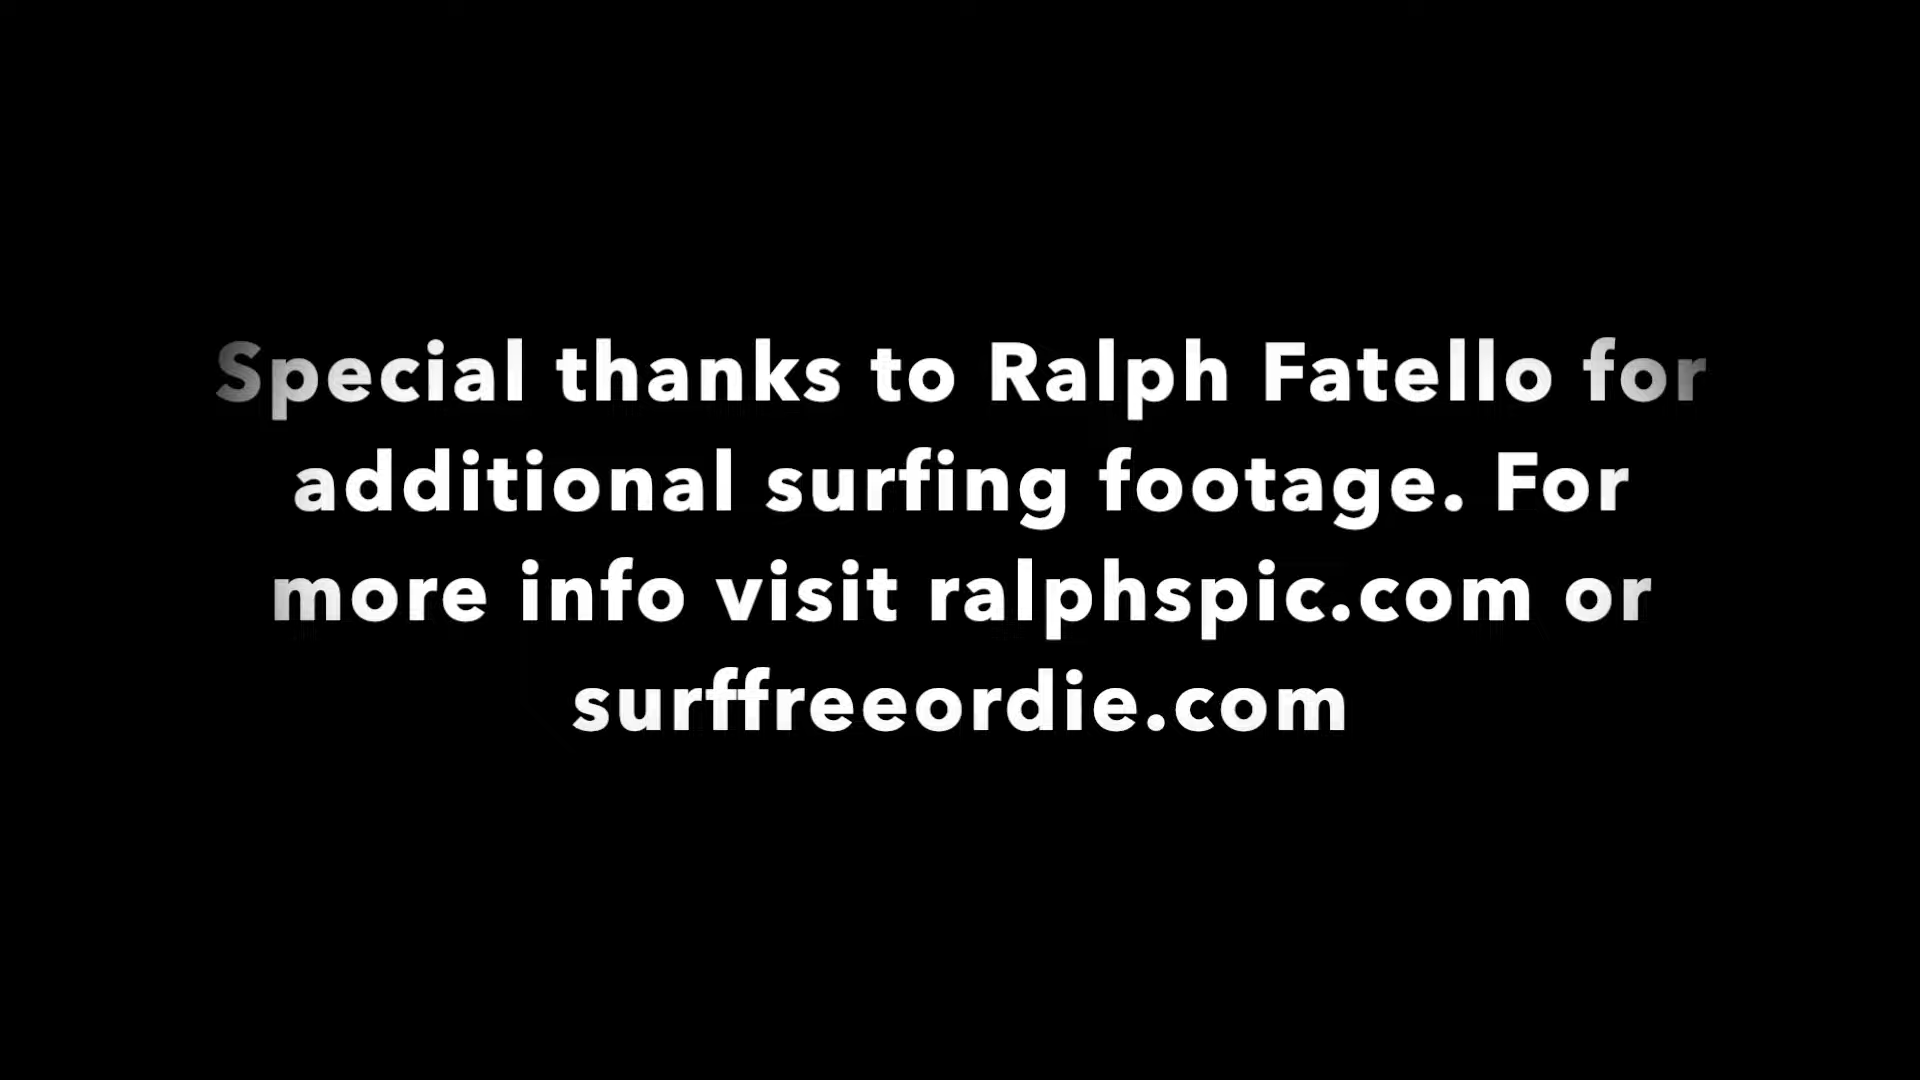 Special thanks to Ralph Fatello for
additional surfing footage. For
more info visit ralphspic.com or
surffreeordie.com